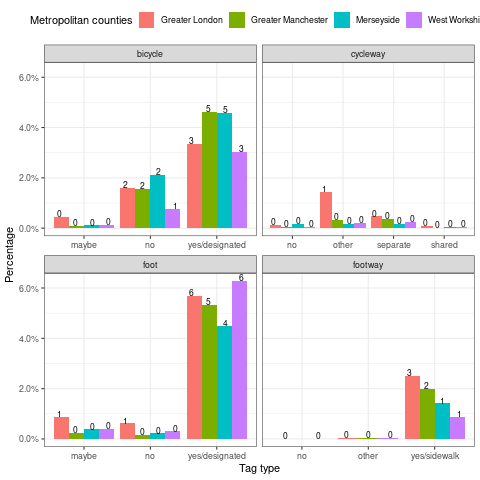 Metropolitan counties Greater London Greater Manchester Merseyside West Workshi
bicycle cycleway
6.0%
4.0%
2.0%
0.0%
0 0 0 0 2 2 2 1 3 5 5 3
0 0 0 0 1 0 0 0 0 0 0 0 0 0 0
maybe no yes/designated no other separate shared
foot footway
6.0%
4.0%
2.0%
0.0%
1 0 0 0 1 0 0 0 6 5 4 6
0 0 0 0 0 3 2 1 1
maybe no yes/designated no other yes/sidewalk
Percentage
Tag type